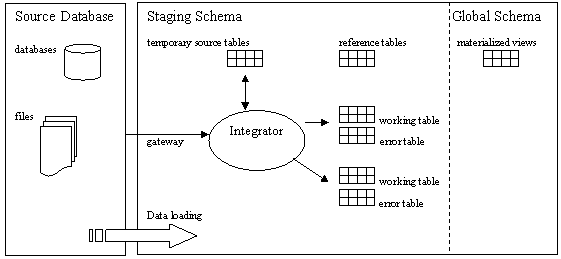 Source Database
Staging Schema
Global Schema
databases
temporary source tables
reference tables
materialized views
files
gateway
Integrator
working table
error table
working table
error table
Data loading